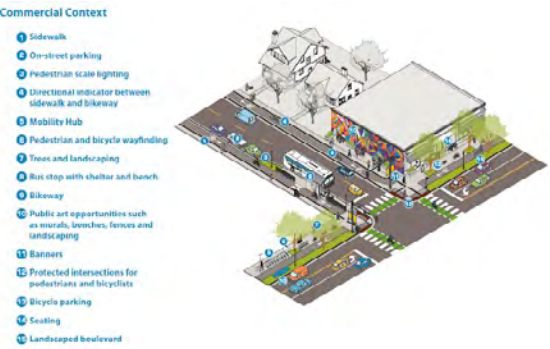 Commercial Context
1 Sidewalk
2 On-street parking
3 Pedestrian scale lighting
4 Directional indicator between
sidewalk and bikeway
5 Mobility Hub
6 Pedestrian and bicycle wayfinding
7 Trees and landscaping
8 Bus stop with shelter and bench
9 Bikeway
10 Public art opportunities such
as murals, benches, fences and
landscaping
11 Banners
12 Protected intersections for
pedestrians and bicyclists
13 Bicycle parking
14 Seating
15 Landscaped boulevard